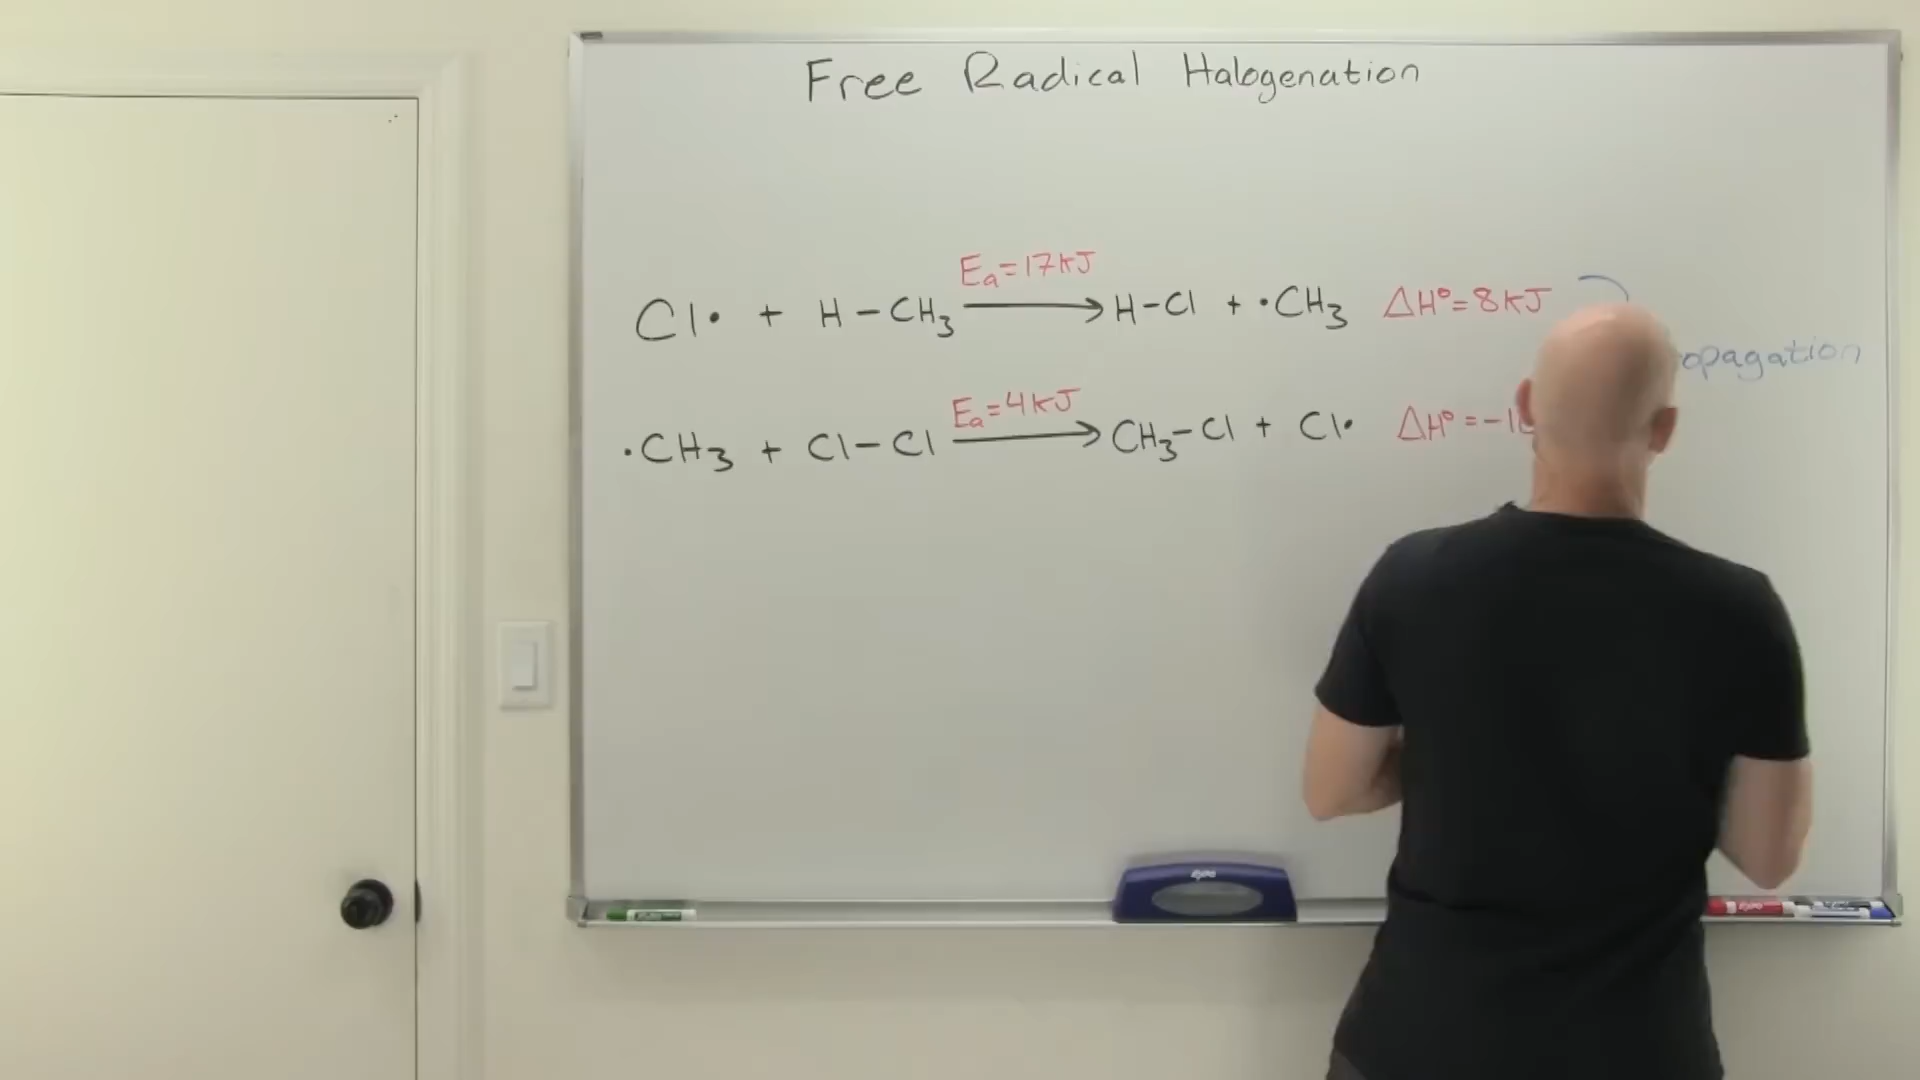 Free Radical Halogenation
Ea=17kJ
Cl• + H-CH3 → H-Cl + •CH3 ΔH°=8kJ
opagation
Ea=4kJ
•CH3 + Cl-Cl → CH3-Cl + Cl• ΔH°=-1
expo